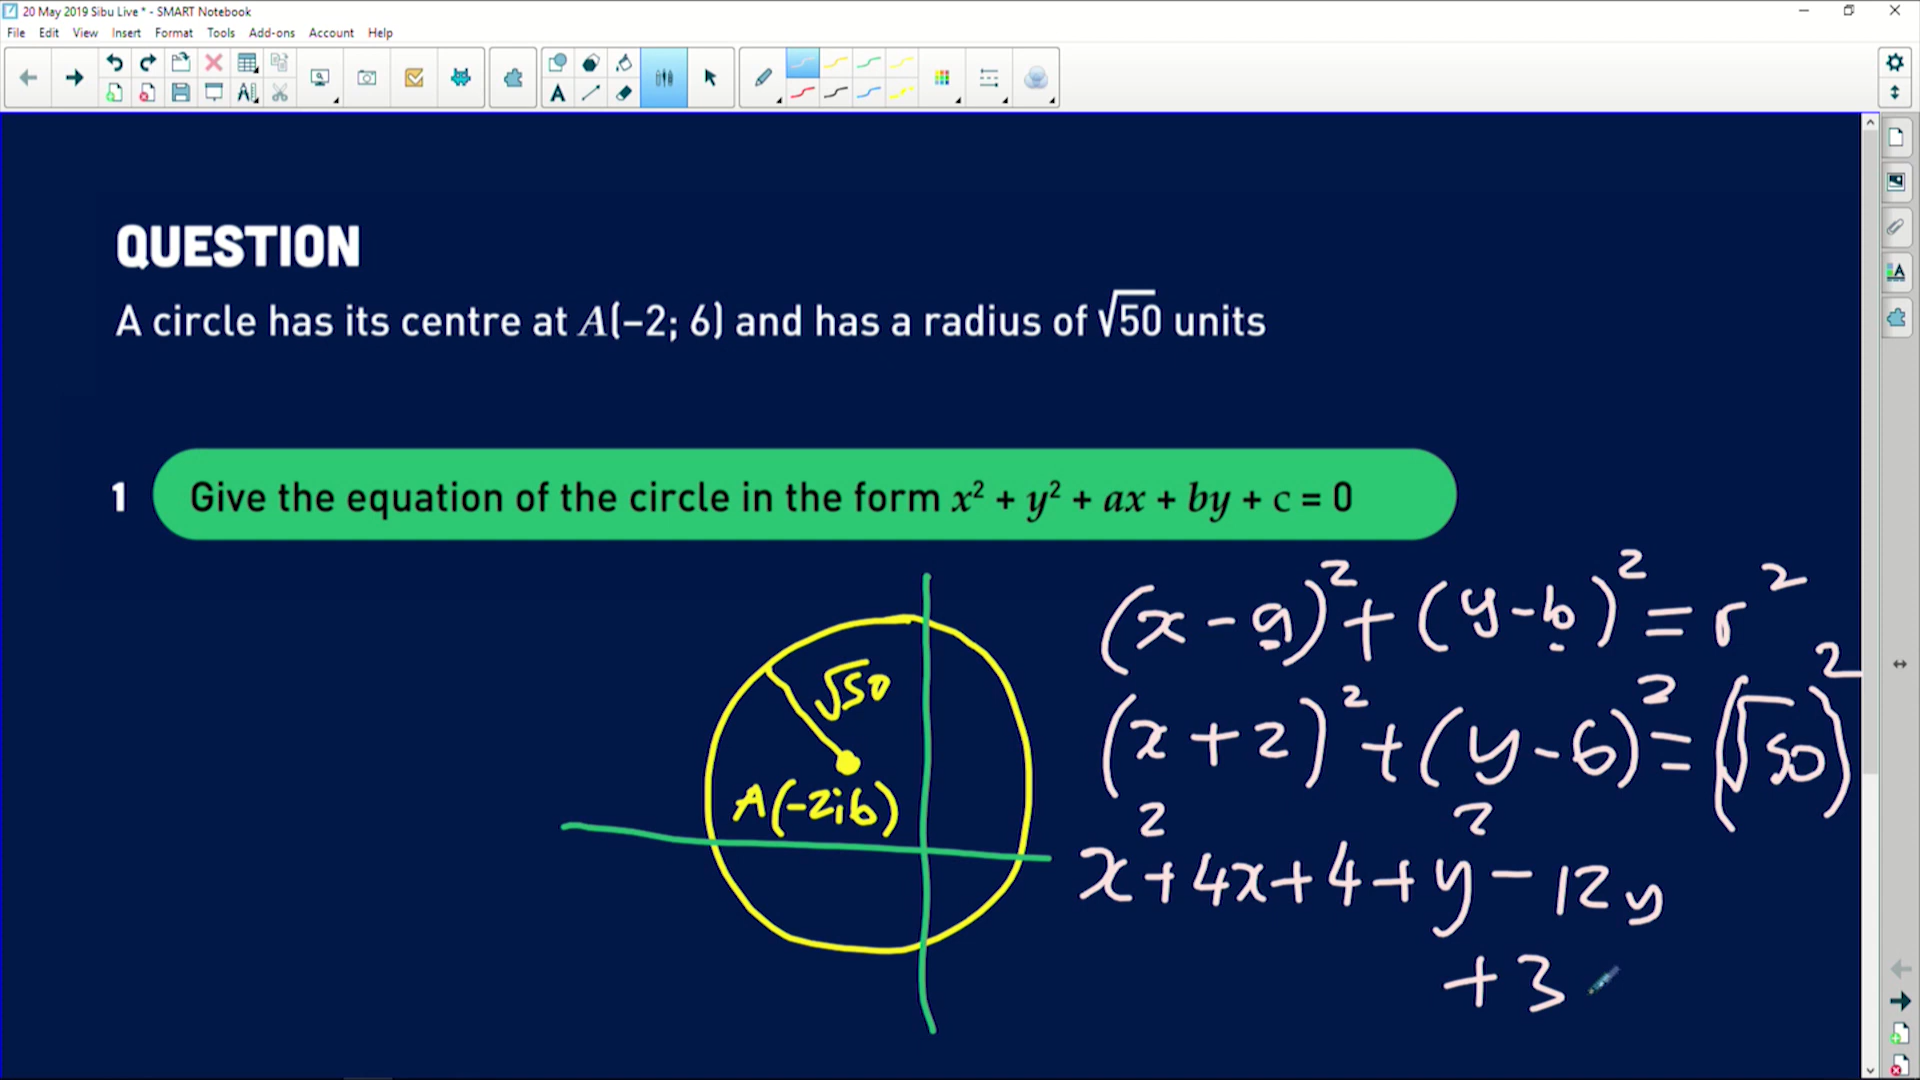 20 May 2019 Sibu Live * - SMART Notebook
File Edit View Insert Format Tools Add-ons Account Help
QUESTION
A circle has its centre at A(−2; 6) and has a radius of √50 units
1 Give the equation of the circle in the form x² + y² + ax + by + c = 0
(x - a)² + (y - b)² = r²
(x + 2)² + (y - 6)² = (√50)²
x² + 4x + 4 + y² - 12y
+ 3
√50
A(-2;6)